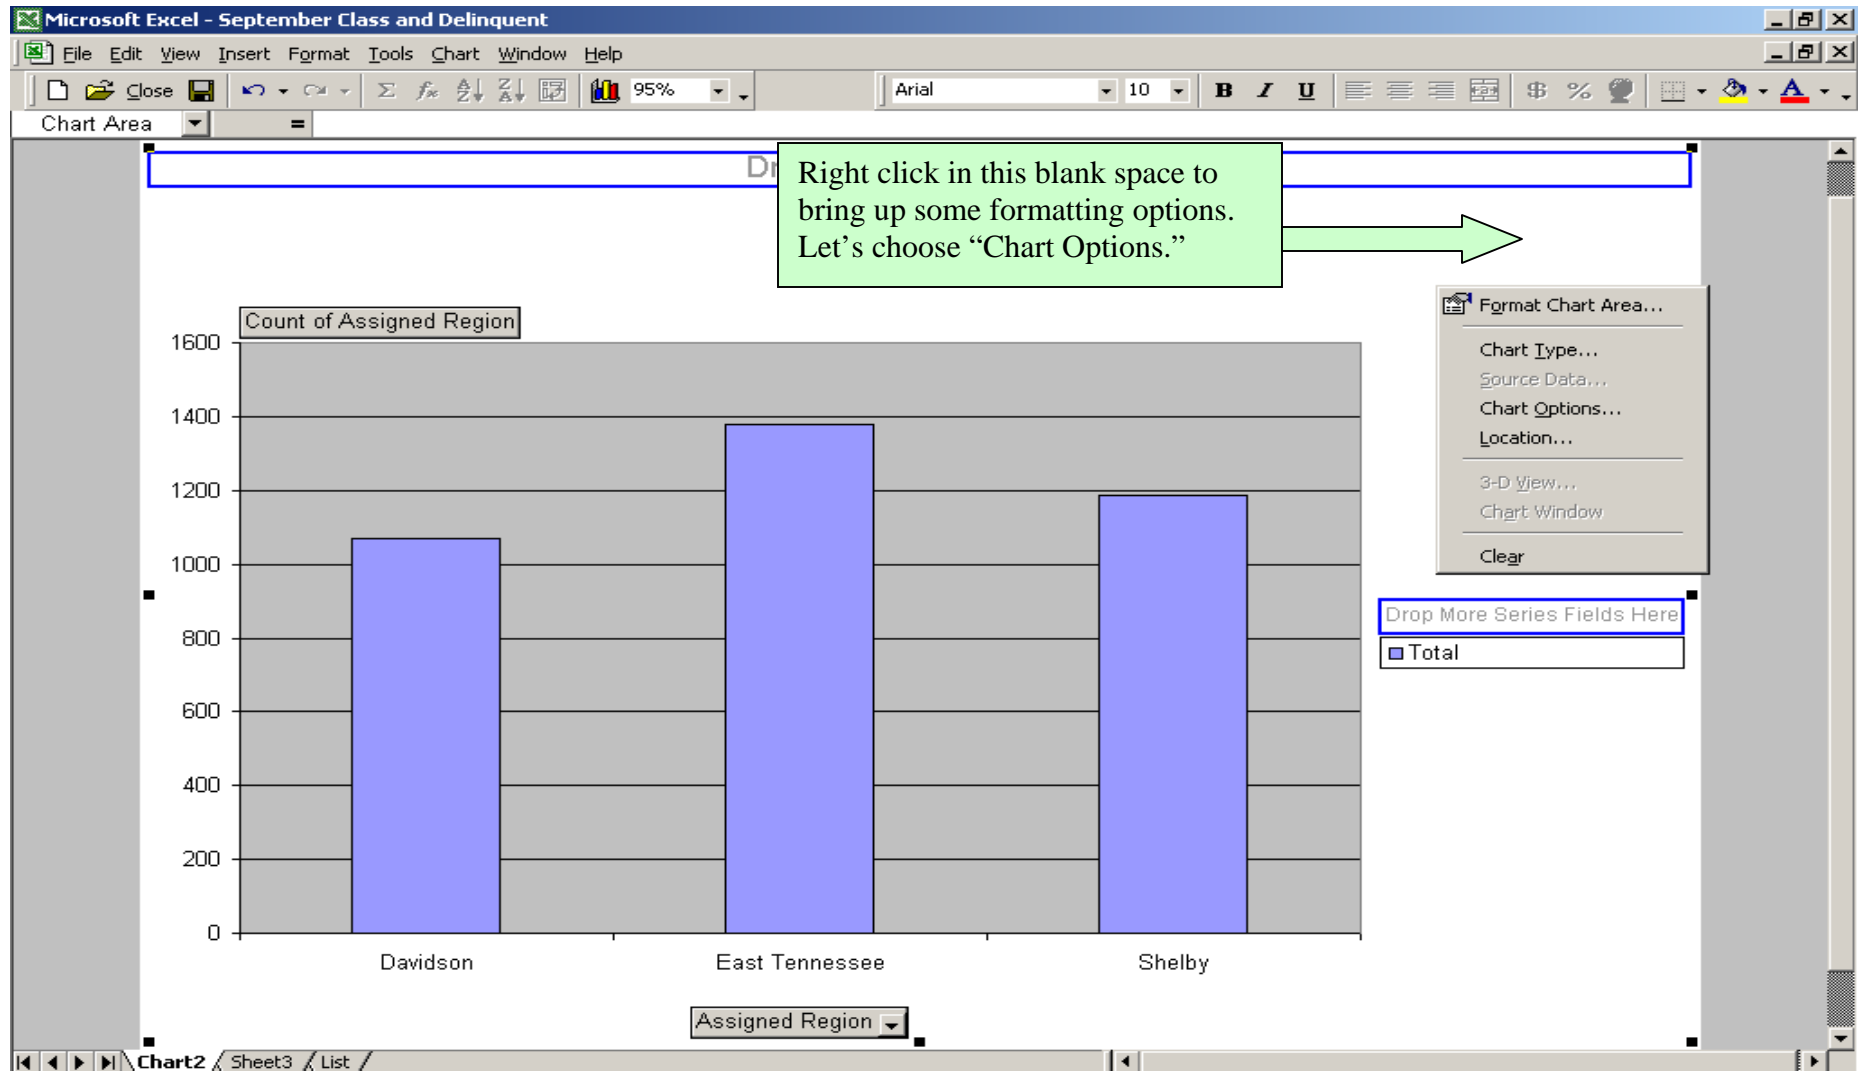 Microsoft Excel - September Class and Delinquent
File Edit View Insert Format Tools Chart Window Help
Close 95% Arial 10 B I U $ %
Chart Area =
Right click in this blank space to
bring up some formatting options.
Let’s choose “Chart Options.”
Format Chart Area...
Chart Type...
Source Data...
Chart Options...
Location...
3-D View...
Chart Window
Clear
Count of Assigned Region
1600
1400
1200
1000
800
600
400
200
0
Drop More Series Fields Here
Total
Davidson East Tennessee Shelby
Assigned Region
Chart2 Sheet3 List